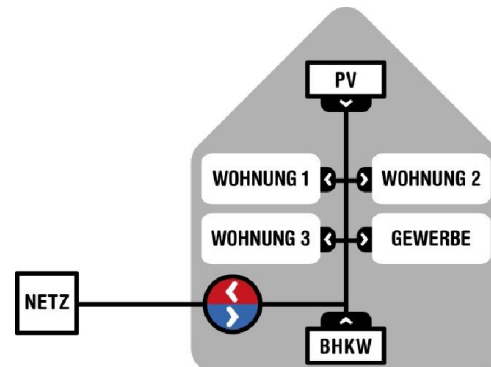 PV
WOHNUNG 1
WOHNUNG 2
WOHNUNG 3
GEWERBE
NETZ
BHKW